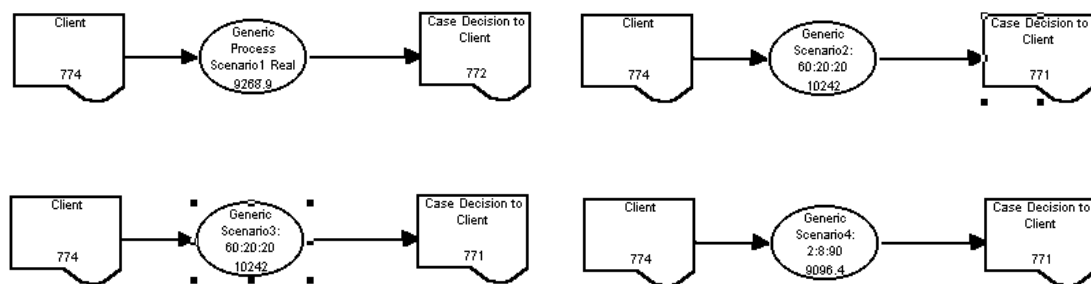 Client
774
Generic
Process
Scenario1 Real
9268.9
Case Decision to
Client
772
Client
774
Generic
Scenario2:
60:20:20
10242
Case Decision to
Client
771
Client
774
Generic
Scenario3:
60:20:20
10242
Case Decision to
Client
771
Client
774
Generic
Scenario4:
2:8:90
9096.4
Case Decision to
Client
771